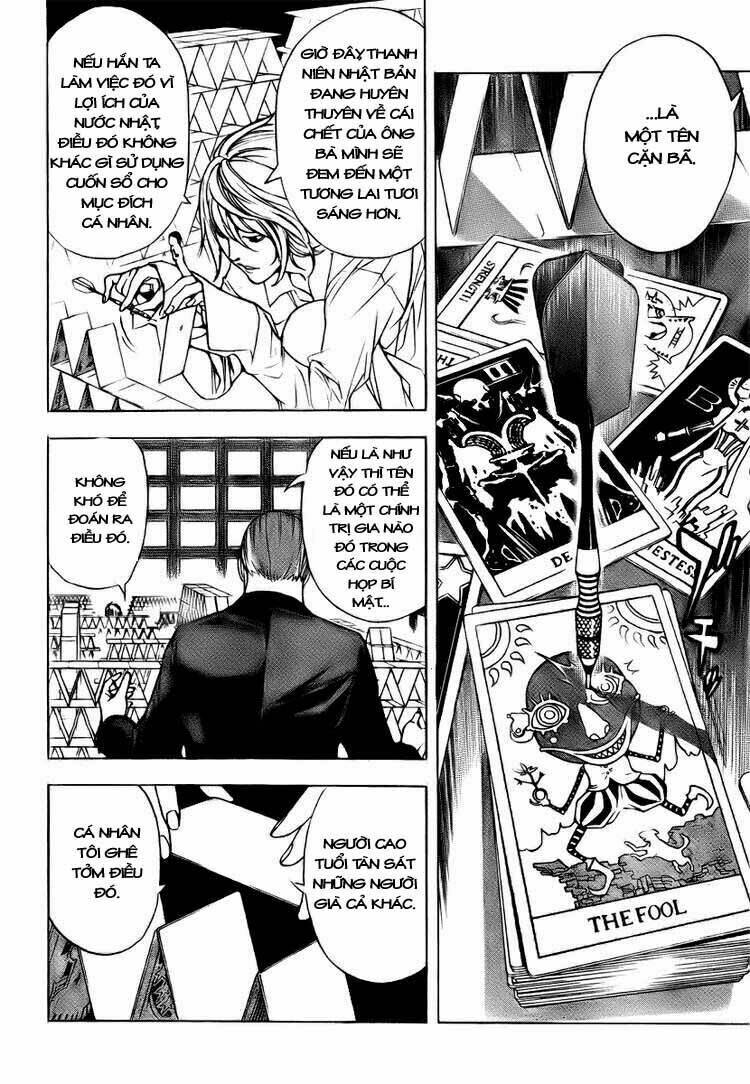 ...LÀ
MỘT TÊN
CẶN BÃ.
STRENGTH
TH
DE
ESTESS
THE FOOL
GIỜ ĐÂY, THANH
NIÊN NHẬT BẢN
ĐANG HUYÊN
THUYÊN VỀ CÁI
CHẾT CỦA ÔNG
BÀ MÌNH SẼ
ĐEM ĐẾN MỘT
TƯƠNG LAI TƯƠI
SÁNG HƠN.
NẾU HẮN TA
LÀM VIỆC ĐÓ VÌ
LỢI ÍCH CỦA
NƯỚC NHẬT,
ĐIỀU ĐÓ KHÔNG
KHÁC GÌ SỬ DỤNG
CUỐN SỔ CHO
MỤC ĐÍCH
CÁ NHÂN.
NẾU LÀ NHƯ
VẬY THÌ TÊN
ĐÓ CÓ THỂ
LÀ MỘT CHÍNH
TRỊ GIA NÀO
ĐÓ TRONG
CÁC CUỘC
HỌP BÍ
MẬT...
KHÔNG
KHÓ ĐỂ
ĐOÁN RA
ĐIỀU ĐÓ.
NGƯỜI CAO
TUỔI TÀN SÁT
NHỮNG NGƯỜI
GIÀ CẢ KHÁC.
CÁ NHÂN
TÔI GHÊ
TỞM ĐIỀU
ĐÓ.